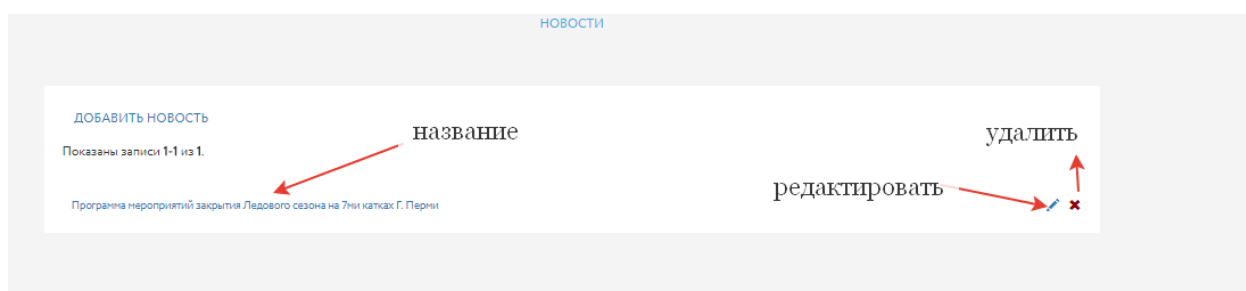 НОВОСТИ
ДОБАВИТЬ НОВОСТЬ
название
удалить
Показаны записи 1-1 из 1.
редактировать
Программа мероприятий закрытия Ледового сезона на 7ми катках Г. Перми